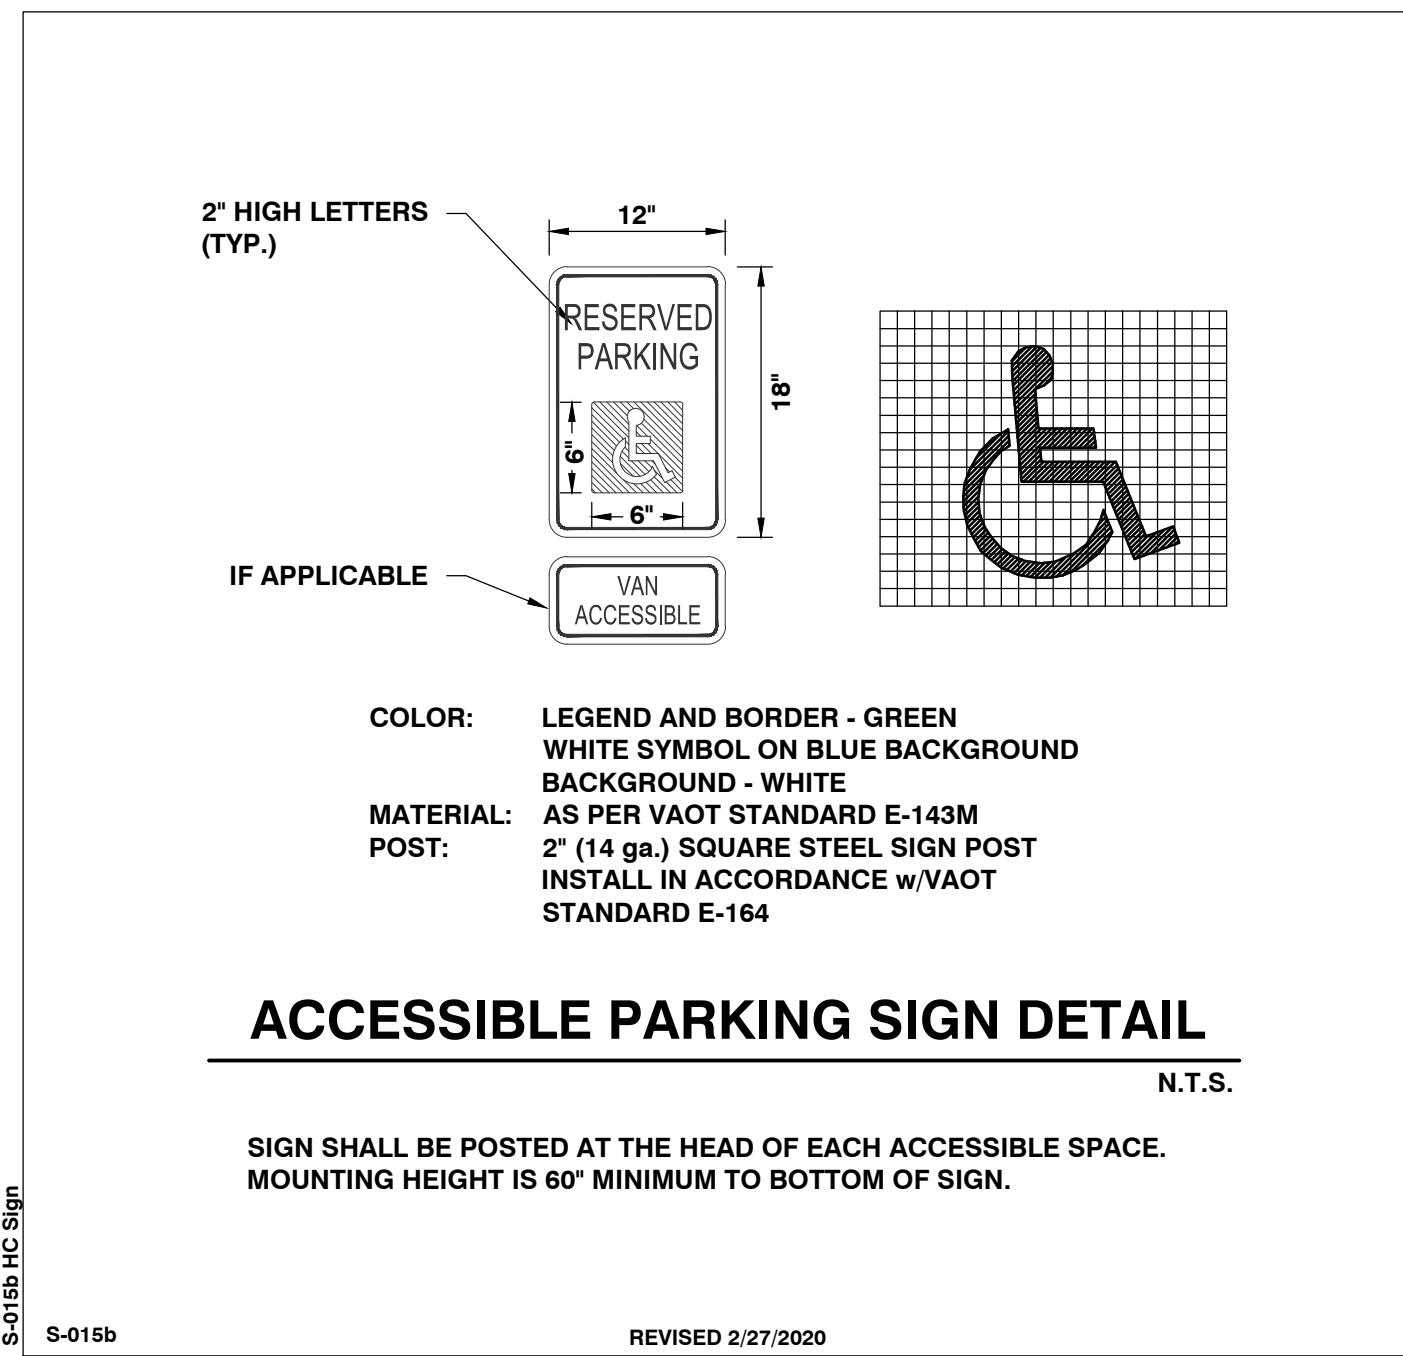 2" HIGH LETTERS
(TYP.)
12"
RESERVED
PARKING
18"
6"
6"
IF APPLICABLE
VAN
ACCESSIBLE
COLOR: LEGEND AND BORDER - GREEN
WHITE SYMBOL ON BLUE BACKGROUND
BACKGROUND - WHITE
MATERIAL: AS PER VAOT STANDARD E-143M
POST: 2" (14 ga.) SQUARE STEEL SIGN POST
INSTALL IN ACCORDANCE w/VAOT
STANDARD E-164
ACCESSIBLE PARKING SIGN DETAIL
N.T.S.
SIGN SHALL BE POSTED AT THE HEAD OF EACH ACCESSIBLE SPACE.
MOUNTING HEIGHT IS 60" MINIMUM TO BOTTOM OF SIGN.
S-015b HC Sign
S-015b
REVISED 2/27/2020